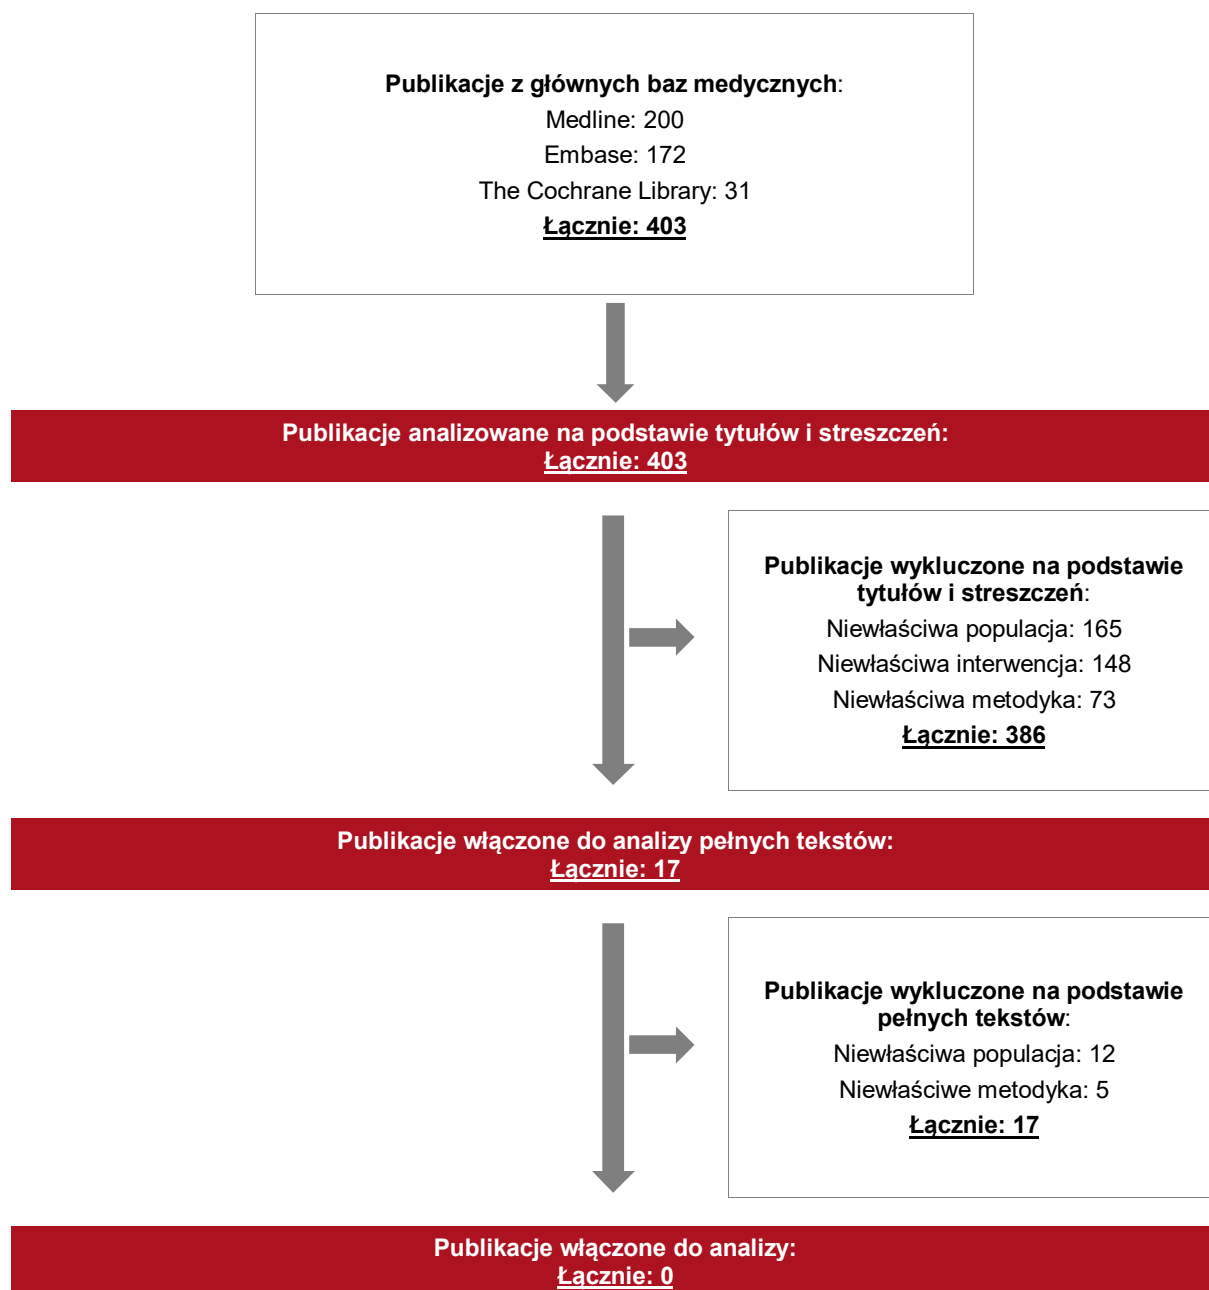 Publikacje z głównych baz medycznych:
Medline: 200
Embase: 172
The Cochrane Library: 31
Łącznie: 403
Publikacje analizowane na podstawie tytułów i streszczeń:
Łącznie: 403
Publikacje wykluczone na podstawie
tytułów i streszczeń:
Niewłaściwa populacja: 165
Niewłaściwa interwencja: 148
Niewłaściwa metodyka: 73
Łącznie: 386
Publikacje włączone do analizy pełnych tekstów:
Łącznie: 17
Publikacje wykluczone na podstawie
pełnych tekstów:
Niewłaściwa populacja: 12
Niewłaściwe metodyka: 5
Łącznie: 17
Publikacje włączone do analizy:
Łącznie: 0